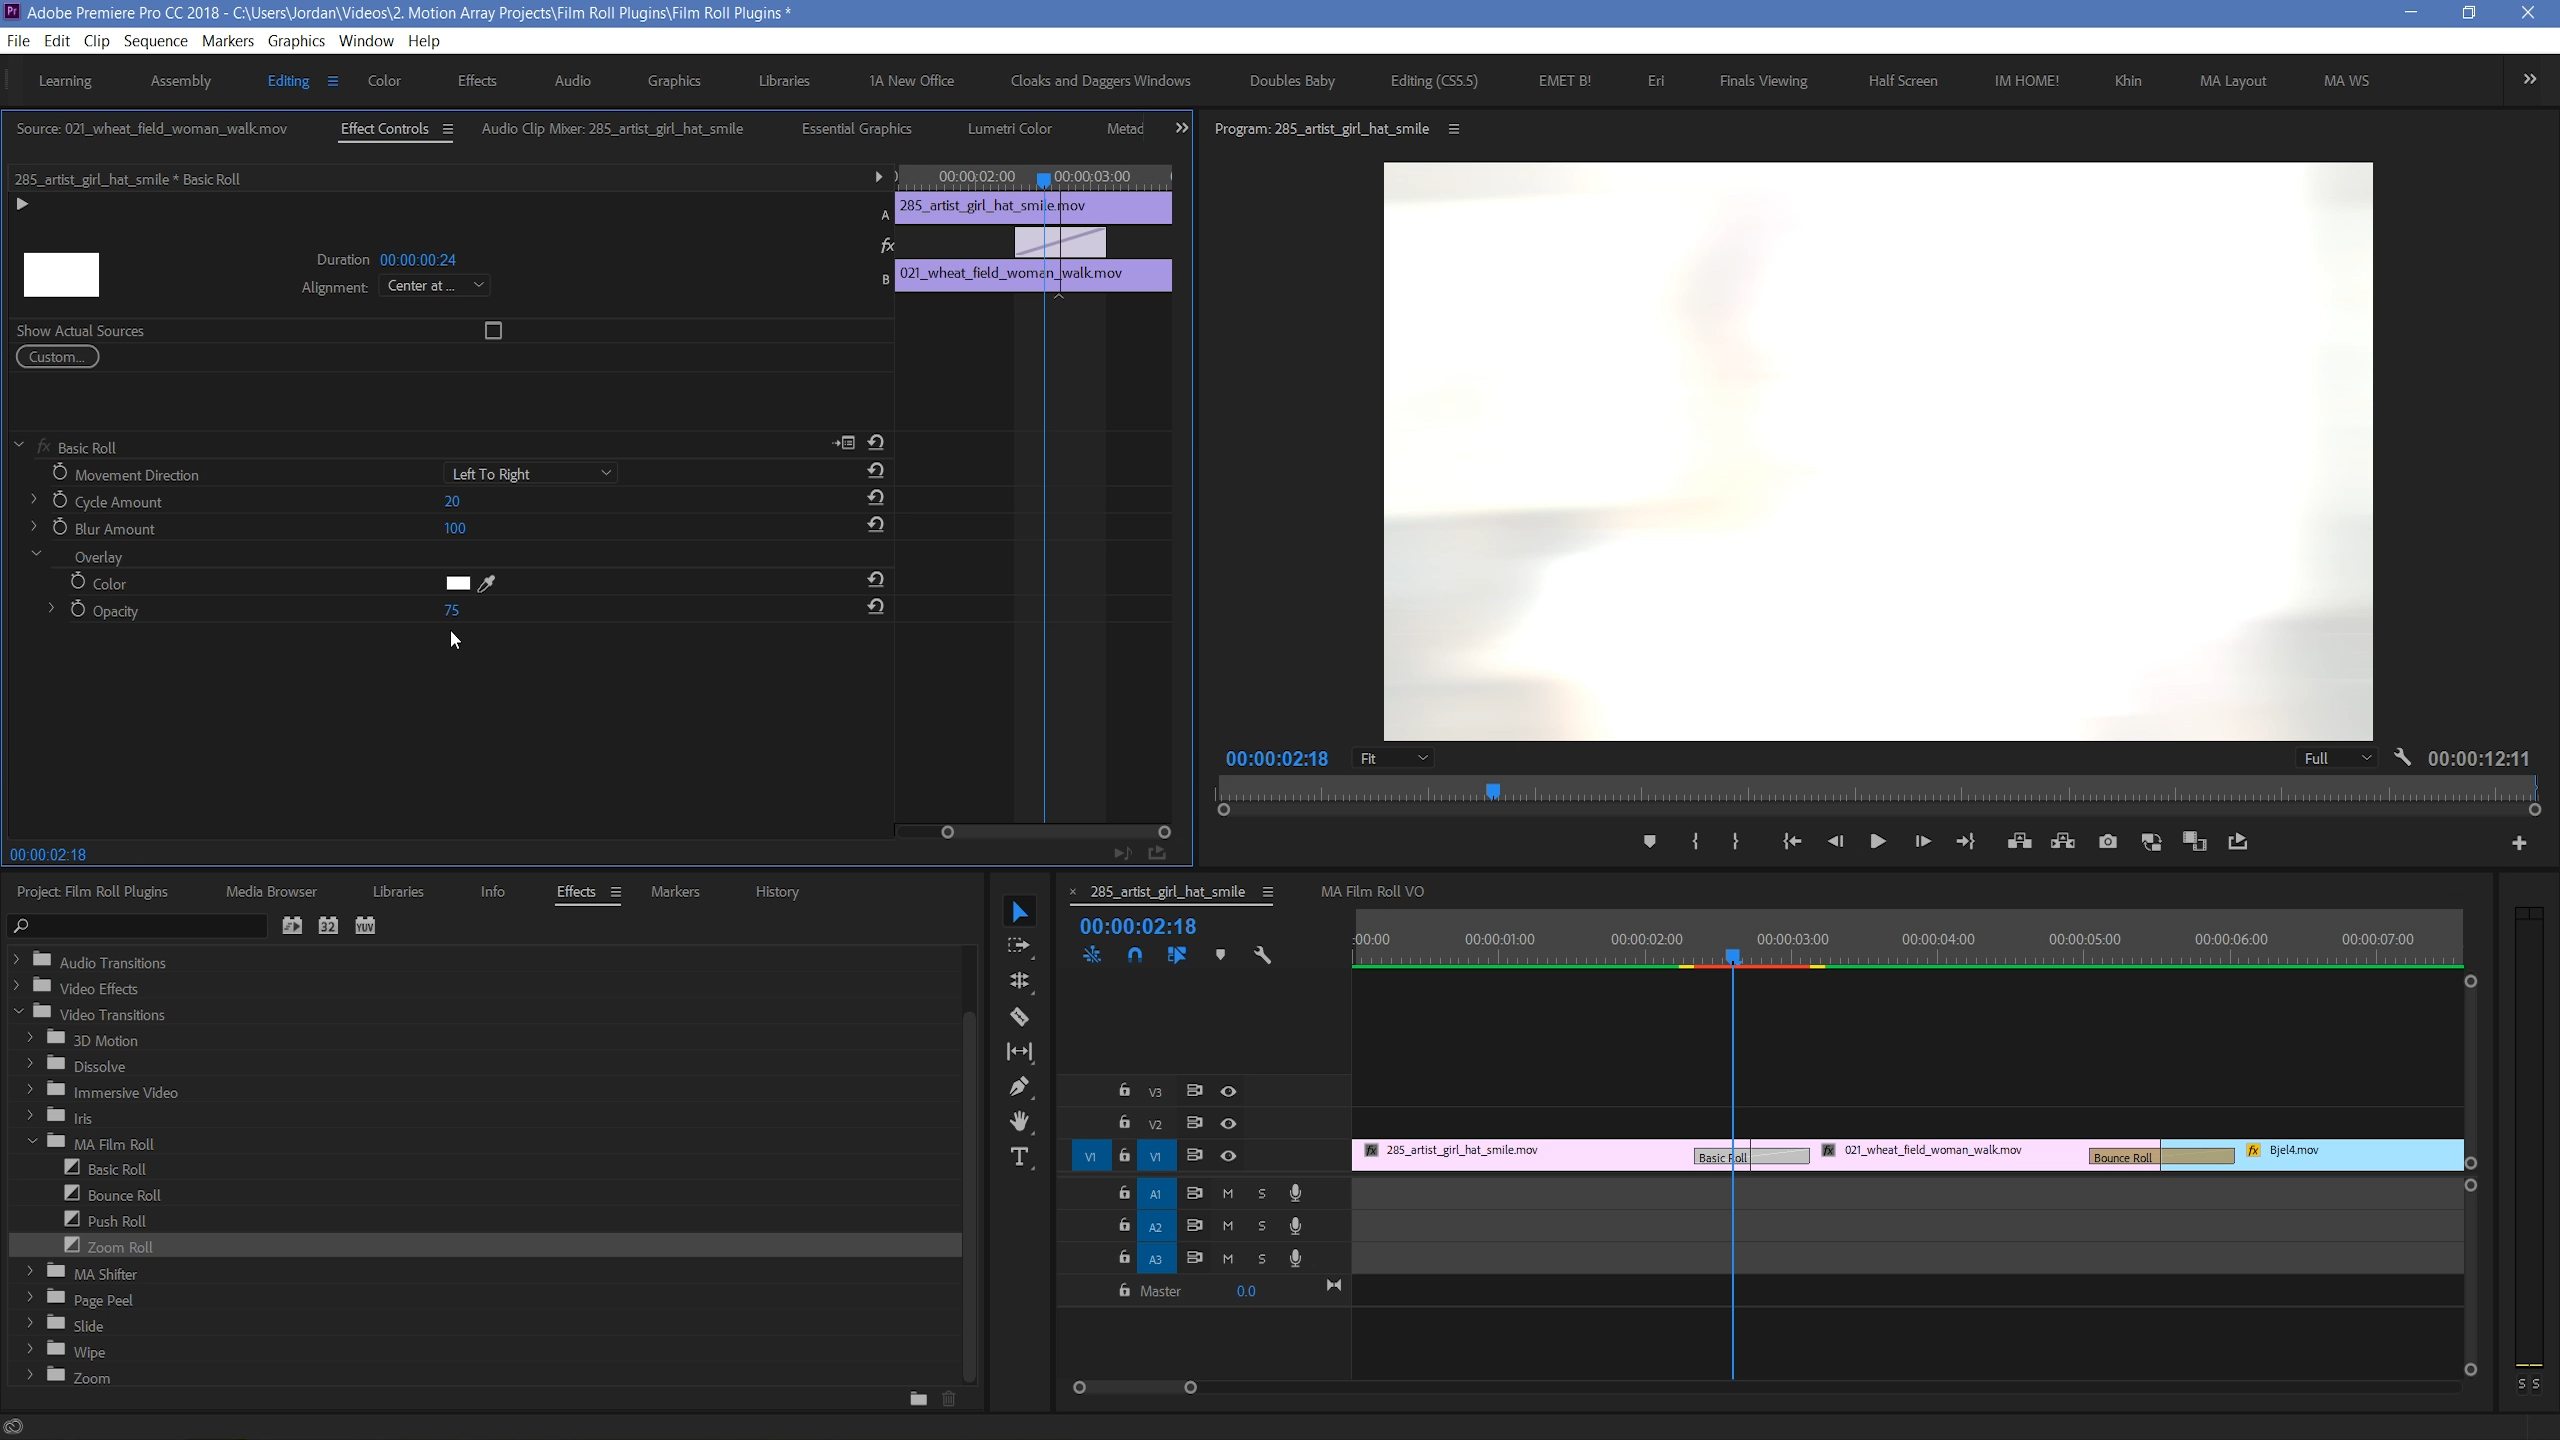 Adobe Premiere Pro CC 2018 - C:\Users\Jordan\Videos\2. Motion Array Projects\Film Roll Plugins\Film Roll Plugins *
File Edit Clip Sequence Markers Graphics Window Help
Learning Assembly Editing Color Effects Audio Graphics Libraries 1A New Office Cloaks and Daggers Windows Doubles Baby Editing (CS5.5) EMET B! Eri Finals Viewing Half Screen IM HOME! Khin MA Layout MA WS
Source: 021_wheat_field_woman_walk.mov Effect Controls Audio Clip Mixer: 285_artist_girl_hat_smile Essential Graphics Lumetri Color Metad
Program: 285_artist_girl_hat_smile
285_artist_girl_hat_smile * Basic Roll
00:00:02:00 00:00:03:00
A 285_artist_girl_hat_smile.mov
fx
B 021_wheat_field_woman_walk.mov
Duration 00:00:00:24
Alignment: Center at ...
Show Actual Sources
Custom...
fx Basic Roll
Movement Direction Left To Right
Cycle Amount 20
Blur Amount 100
Overlay
Color
Opacity 75
00:00:02:18
00:00:02:18 Fit Full 00:00:12:11
Project: Film Roll Plugins Media Browser Libraries Info Effects Markers History
32 YUV
Audio Transitions
Video Effects
Video Transitions
3D Motion
Dissolve
Immersive Video
Iris
MA Film Roll
Basic Roll
Bounce Roll
Push Roll
Zoom Roll
MA Shifter
Page Peel
Slide
Wipe
Zoom
285_artist_girl_hat_smile MA Film Roll VO
00:00:02:18
:00:00 00:00:01:00 00:00:02:00 00:00:03:00 00:00:04:00 00:00:05:00 00:00:06:00 00:00:07:00
V3
V2
V1 V1 fx 285_artist_girl_hat_smile.mov Basic Roll fx 021_wheat_field_woman_walk.mov Bounce Roll fx Bjel4.mov
A1 M S
A2 M S
A3 M S
Master 0.0
S S